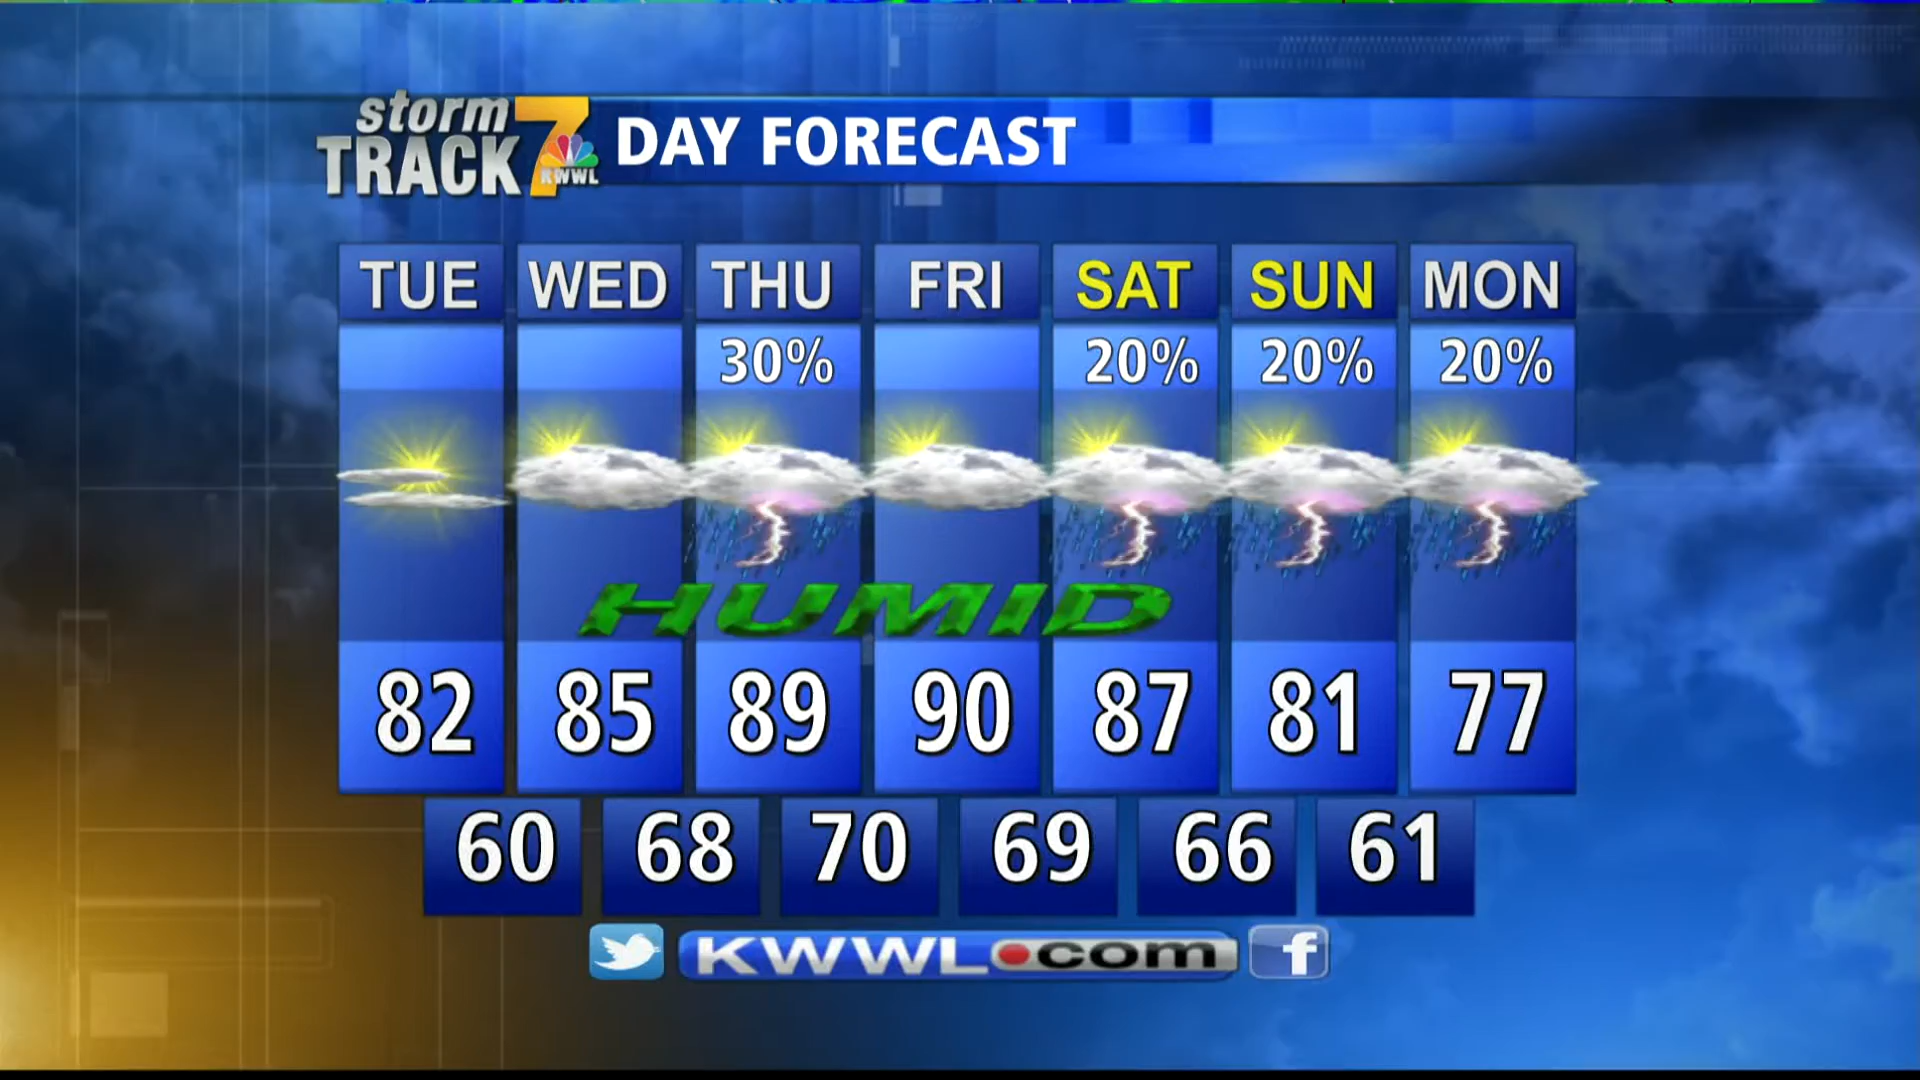 storm
TRACK 7 DAY FORECAST
KWWL
TUE WED THU FRI SAT SUN MON
30% 20% 20% 20%
HUMID
82 85 89 90 87 81 77
60 68 70 69 66 61
KWWL.com f